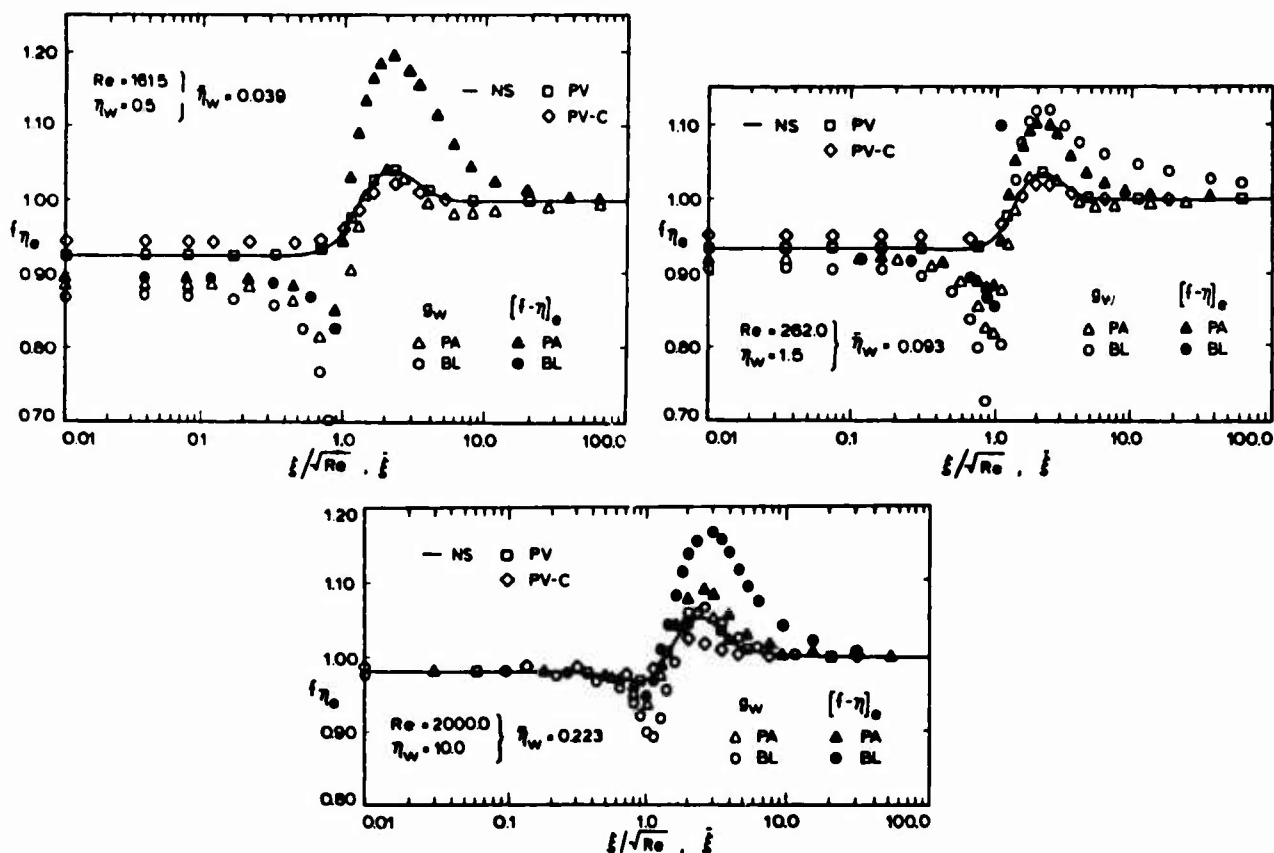 1.20
1.10
1.00
fηₑ
0.90
0.80
0.70
Re = 161.5
η_w = 0.5
η̄_w = 0.039
— NS □ PV
◇ PV-C
g_w [f-η]ₑ
△ PA ▲ PA
○ BL ● BL
0.01 0.1 1.0 10.0 100.0
ξ/√Re , ξ̄
1.10
1.00
fηₑ
0.90
0.80
0.70
— NS □ PV
◇ PV-C
Re = 262.0
η_w = 1.5
η̄_w = 0.093
g_w [f-η]ₑ
△ PA ▲ PA
○ BL ● BL
0.01 0.1 1.0 10.0 100.0
ξ/√Re , ξ̄
1.20
1.10
1.00
fηₑ
0.90
0.80
— NS □ PV
◇ PV-C
Re = 2000.0
η_w = 10.0
η̄_w = 0.223
g_w [f-η]ₑ
△ PA ▲ PA
○ BL ● BL
0.01 0.1 1.0 10.0 100.0
ξ/√Re , ξ̄